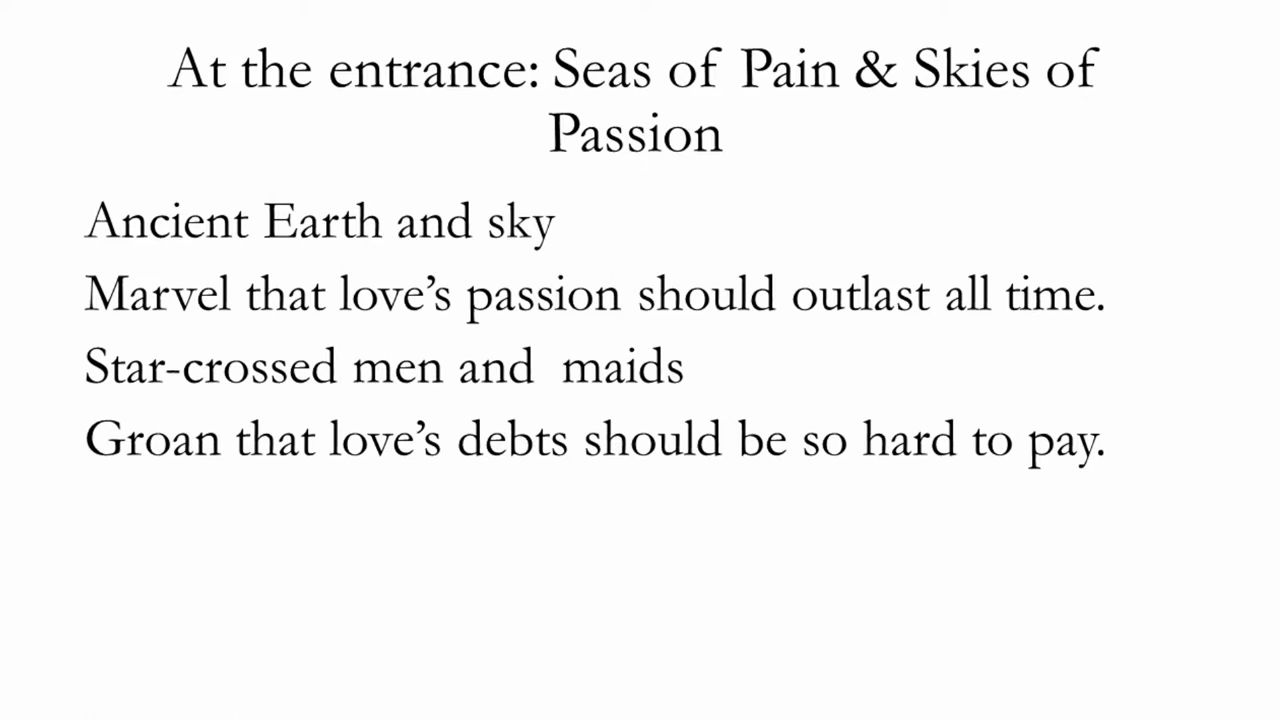 At the entrance: Seas of Pain & Skies of
Passion
Ancient Earth and sky
Marvel that love’s passion should outlast all time.
Star-crossed men and  maids
Groan that love’s debts should be so hard to pay.